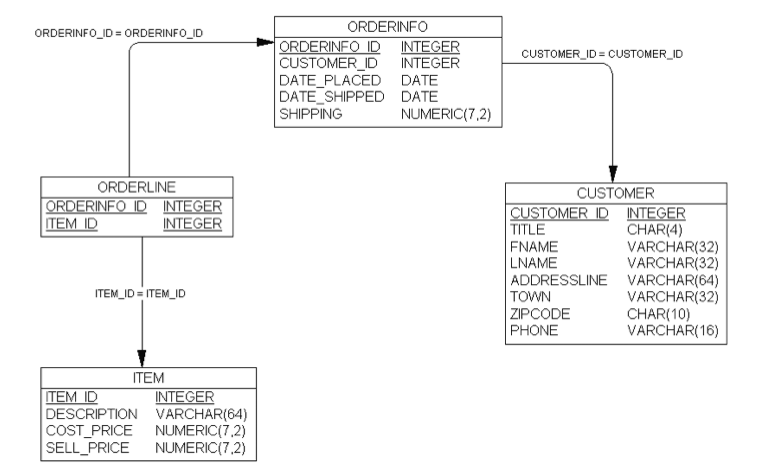 ORDERINFO_ID = ORDERINFO_ID
ORDERINFO
ORDERINFO_ID INTEGER
CUSTOMER_ID INTEGER
DATE_PLACED DATE
DATE_SHIPPED DATE
SHIPPING NUMERIC(7,2)
CUSTOMER_ID = CUSTOMER_ID
ORDERLINE
ORDERINFO_ID INTEGER
ITEM_ID INTEGER
CUSTOMER
CUSTOMER_ID INTEGER
TITLE CHAR(4)
FNAME VARCHAR(32)
LNAME VARCHAR(32)
ADDRESSLINE VARCHAR(64)
TOWN VARCHAR(32)
ZIPCODE CHAR(10)
PHONE VARCHAR(16)
ITEM_ID = ITEM_ID
ITEM
ITEM_ID INTEGER
DESCRIPTION VARCHAR(64)
COST_PRICE NUMERIC(7,2)
SELL_PRICE NUMERIC(7,2)